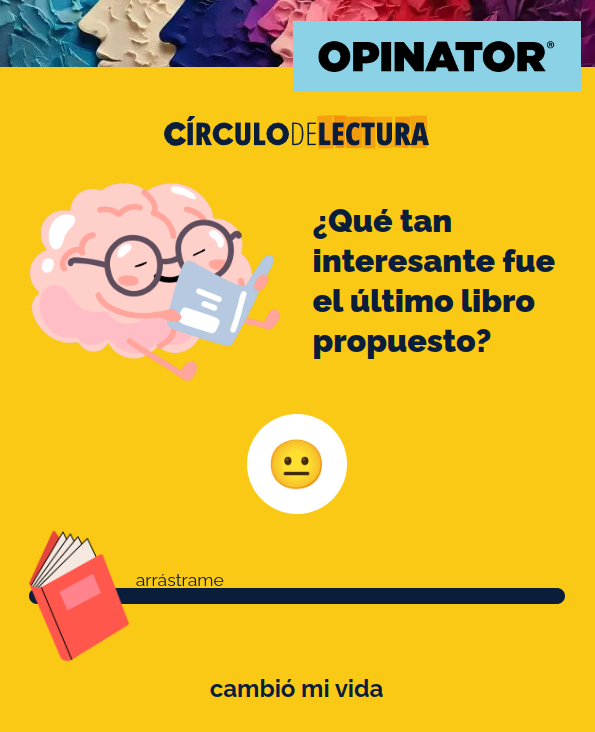 OPINATOR®
CÍRCULODELECTURA
¿Qué tan
interesante fue
el último libro
propuesto?
arrástrame
cambió mi vida